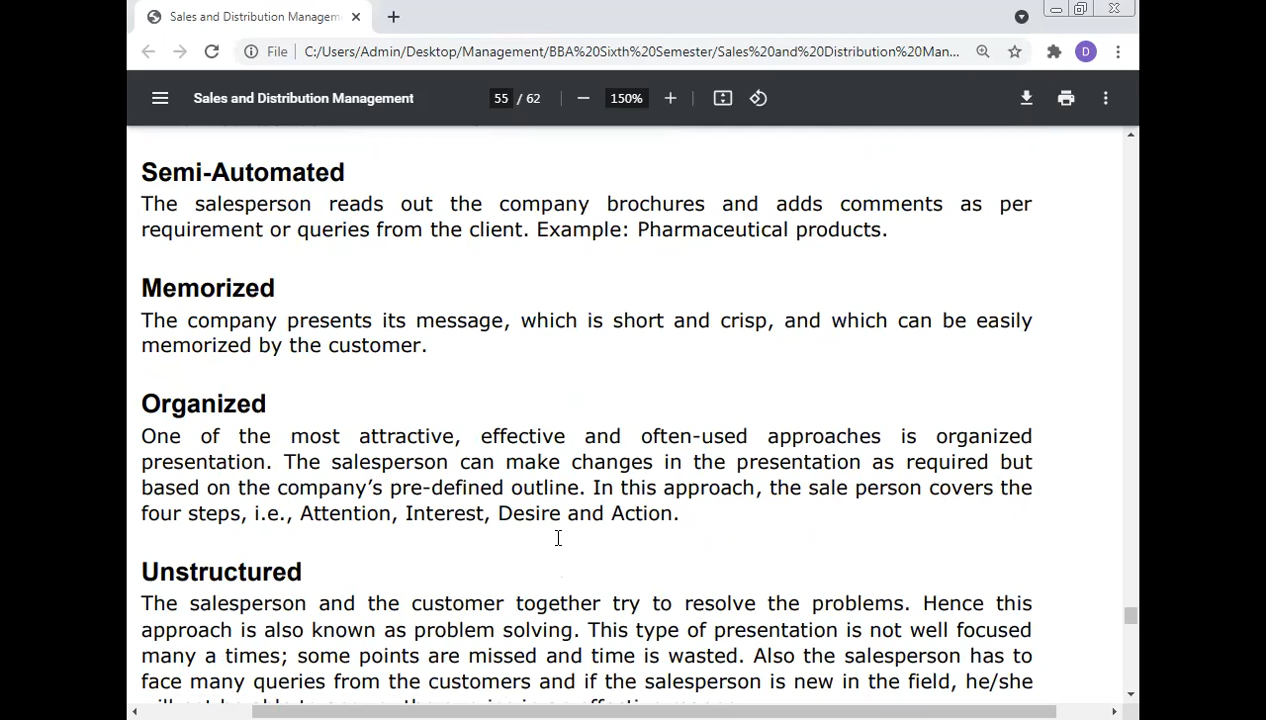 Sales and Distribution Managem
File
C:/Users/Admin/Desktop/Management/BBA%20Sixth%20Semester/Sales%20and%20Distribution%20Man...
D
Sales and Distribution Management
55 / 62
150%
Semi-Automated
The salesperson reads out the company brochures and adds comments as per
requirement or queries from the client. Example: Pharmaceutical products.
Memorized
The company presents its message, which is short and crisp, and which can be easily
memorized by the customer.
Organized
One of the most attractive, effective and often-used approaches is organized
presentation. The salesperson can make changes in the presentation as required but
based on the company's pre-defined outline. In this approach, the sale person covers the
four steps, i.e., Attention, Interest, Desire and Action.
Unstructured
The salesperson and the customer together try to resolve the problems. Hence this
approach is also known as problem solving. This type of presentation is not well focused
many a times; some points are missed and time is wasted. Also the salesperson has to
face many queries from the customers and if the salesperson is new in the field, he/she